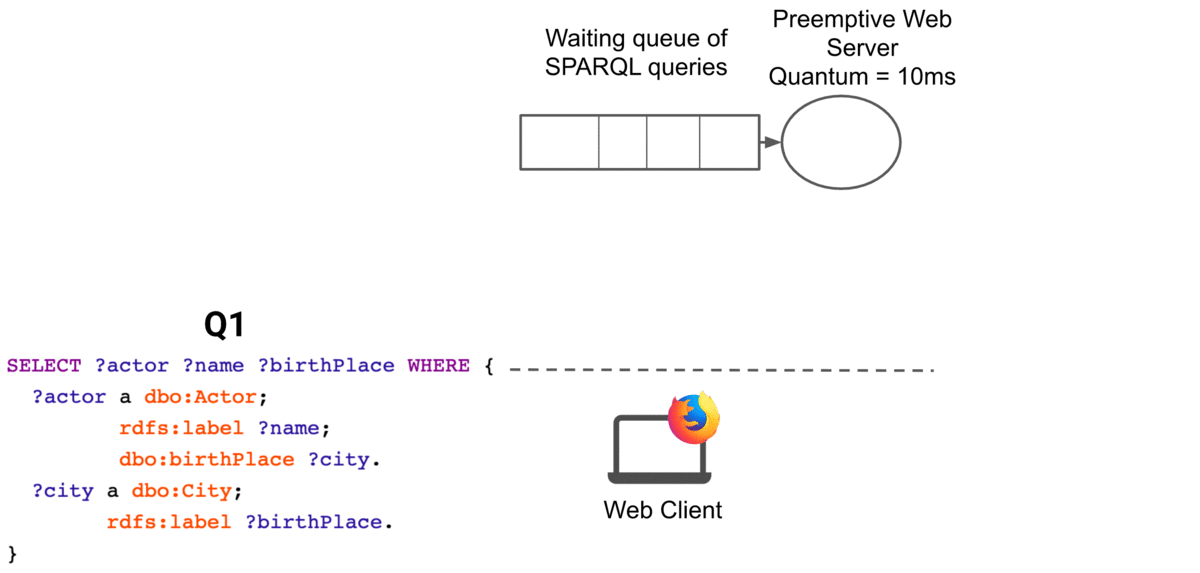 Waiting queue of
SPARQL queries
Preemptive Web
Server
Quantum = 10ms
Q1
SELECT ?actor ?name ?birthPlace WHERE {
?actor a dbo:Actor;
rdfs:label ?name;
dbo:birthPlace ?city.
?city a dbo:City;
rdfs:label ?birthPlace.
}
Web Client